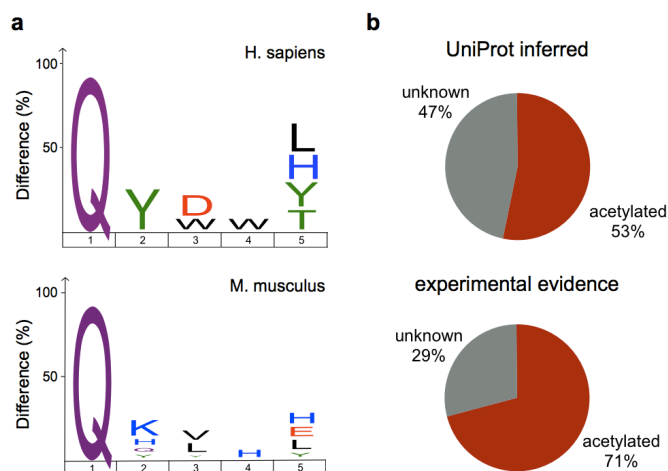 a
H. sapiens
Difference (%)
100
50
Q
Y
D
W
W
L
H
Y
T
1 2 3 4 5
M. musculus
Difference (%)
100
50
Q
K
H
Q
Y
V
L
Y
H
H
E
L
Y
1 2 3 4 5
b
UniProt inferred
unknown
47%
acetylated
53%
experimental evidence
unknown
29%
acetylated
71%